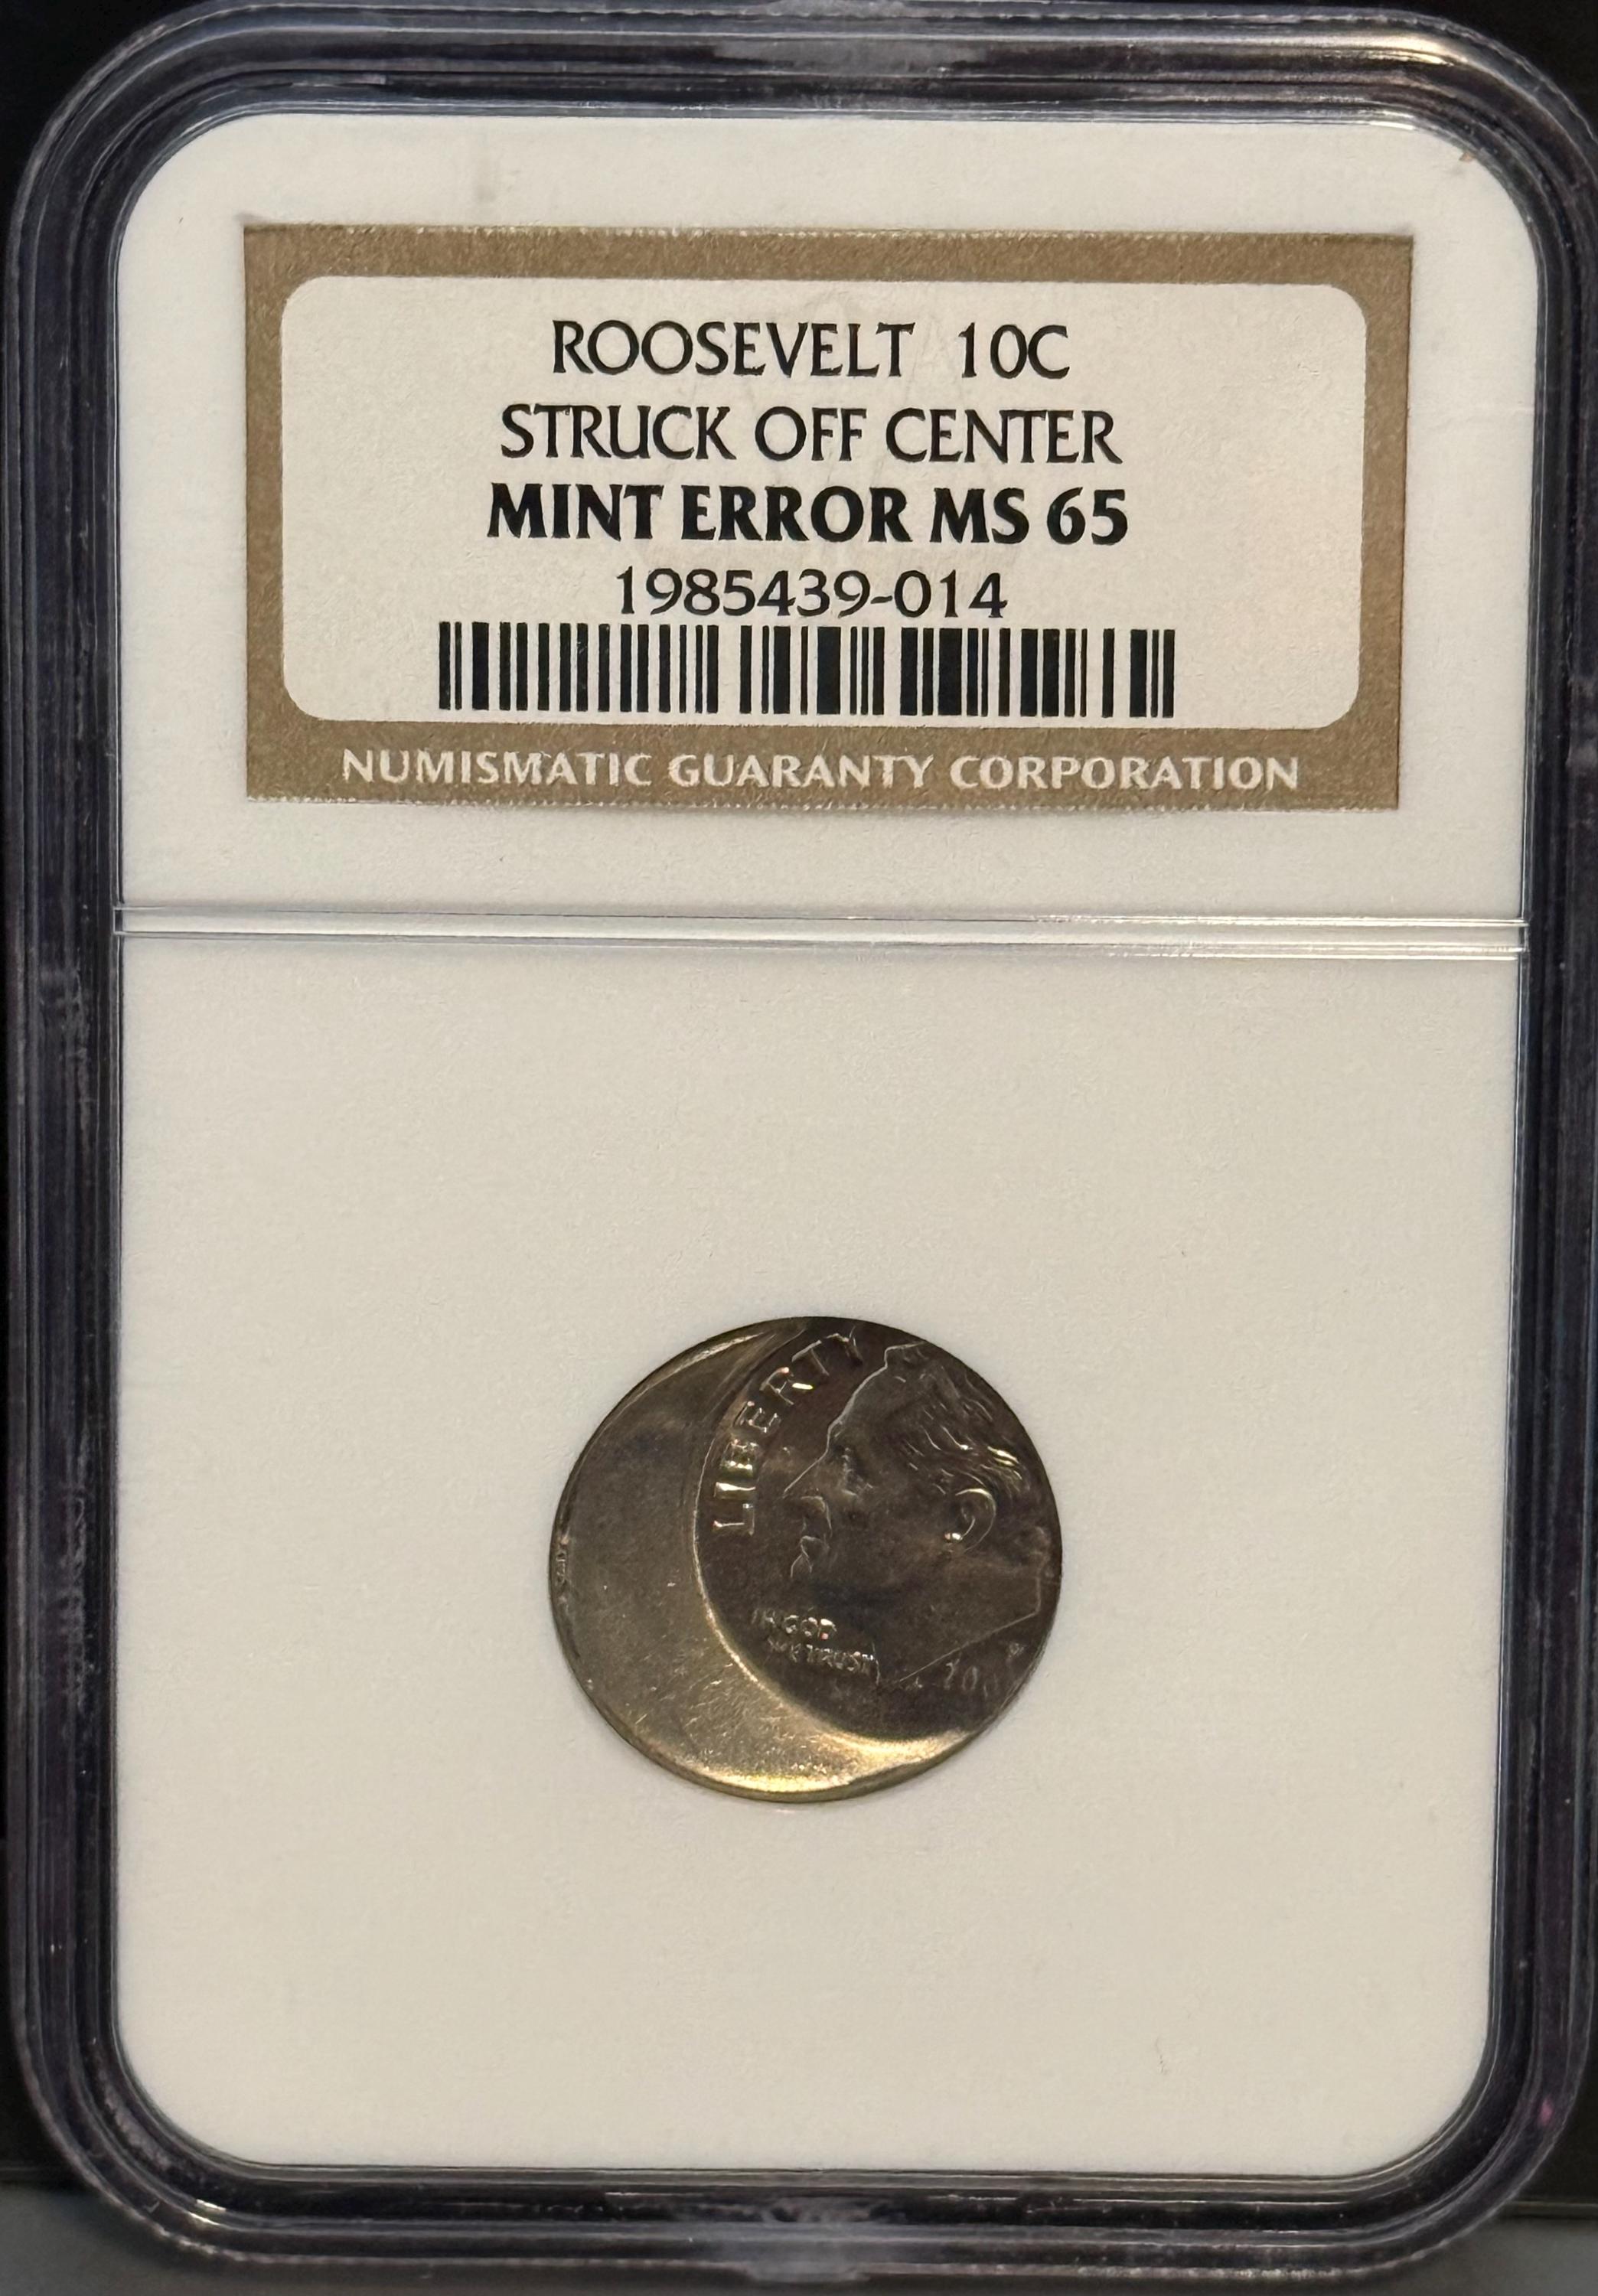 ROOSEVELT 10C
STRUCK OFF CENTER
MINT ERROR MS 65
1985439-014
NUMISMATIC GUARANTY CORPORATION
LIBERTY
IN GOD
WE TRUST
P